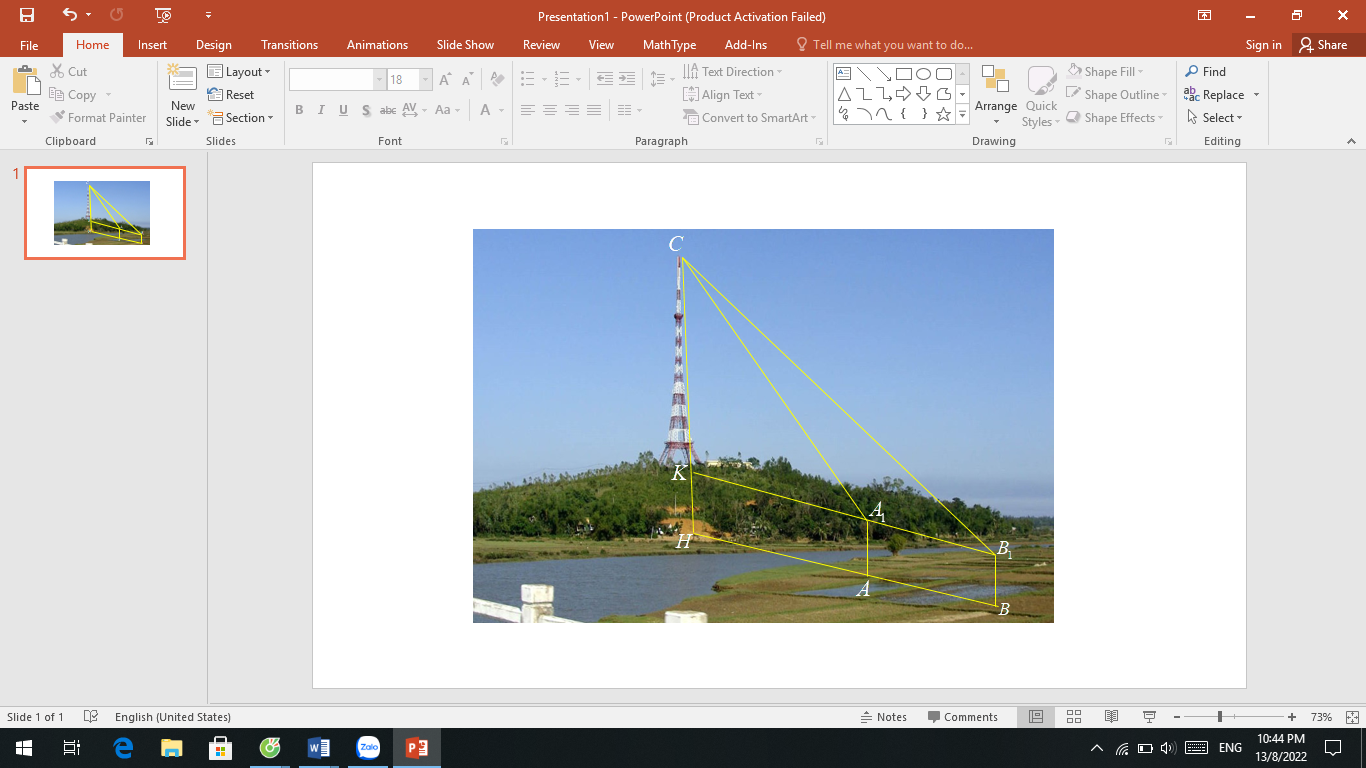 Presentation1 - PowerPoint (Product Activation Failed)
File Home Insert Design Transitions Animations Slide Show Review View MathType Add-Ins Tell me what you want to do... Sign in Share
Paste
Cut
Copy
Format Painter
Clipboard
New Slide
Layout
Reset
Section
Slides
18
B I U S abc AV Aa A
Font
Text Direction
Align Text
Convert to SmartArt
Paragraph
Arrange
Quick Styles
Shape Fill
Shape Outline
Shape Effects
Drawing
Find
Replace
Select
Editing
1
C
K
A1
H
B1
A
B
Slide 1 of 1 English (United States) Notes Comments 73%
Zalo
ENG
10:44 PM
13/8/2022